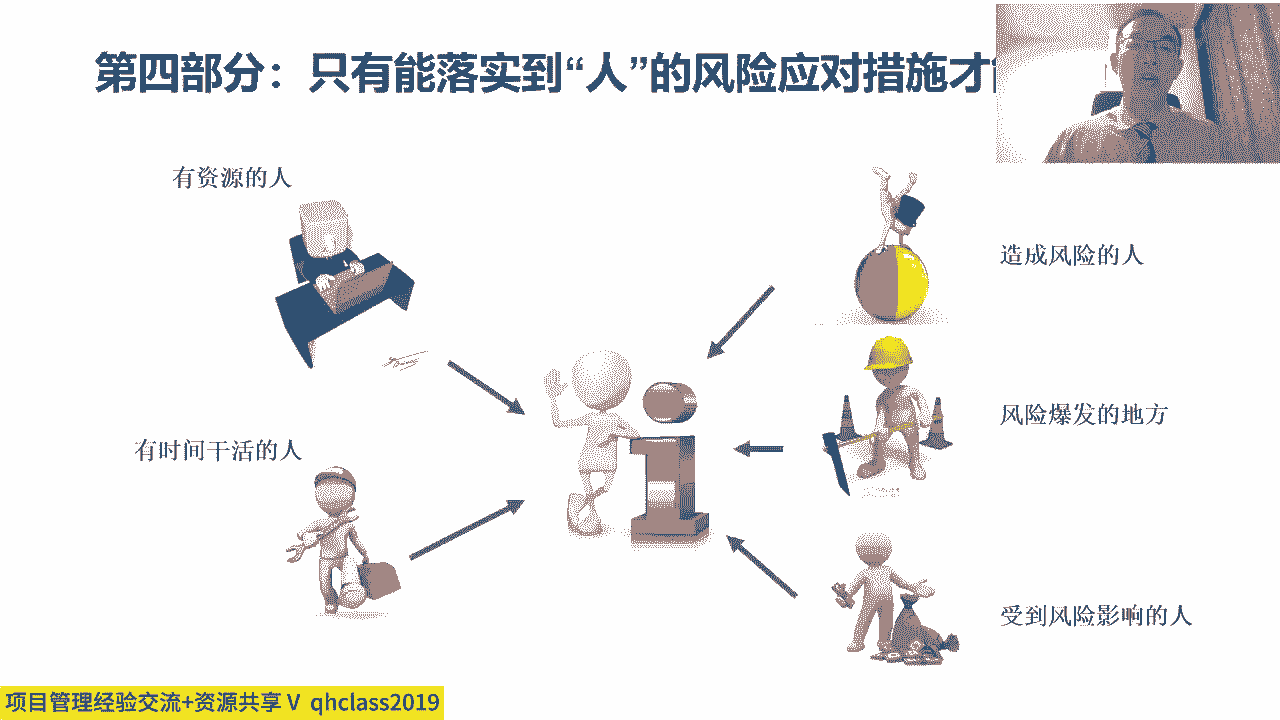 第四部分：只有能落实到“人”的风险应对措施才
有资源的人
造成风险的人
风险爆发的地方
有时间干活的人
受到风险影响的人
项目管理经验交流+资源共享 V qhclass2019